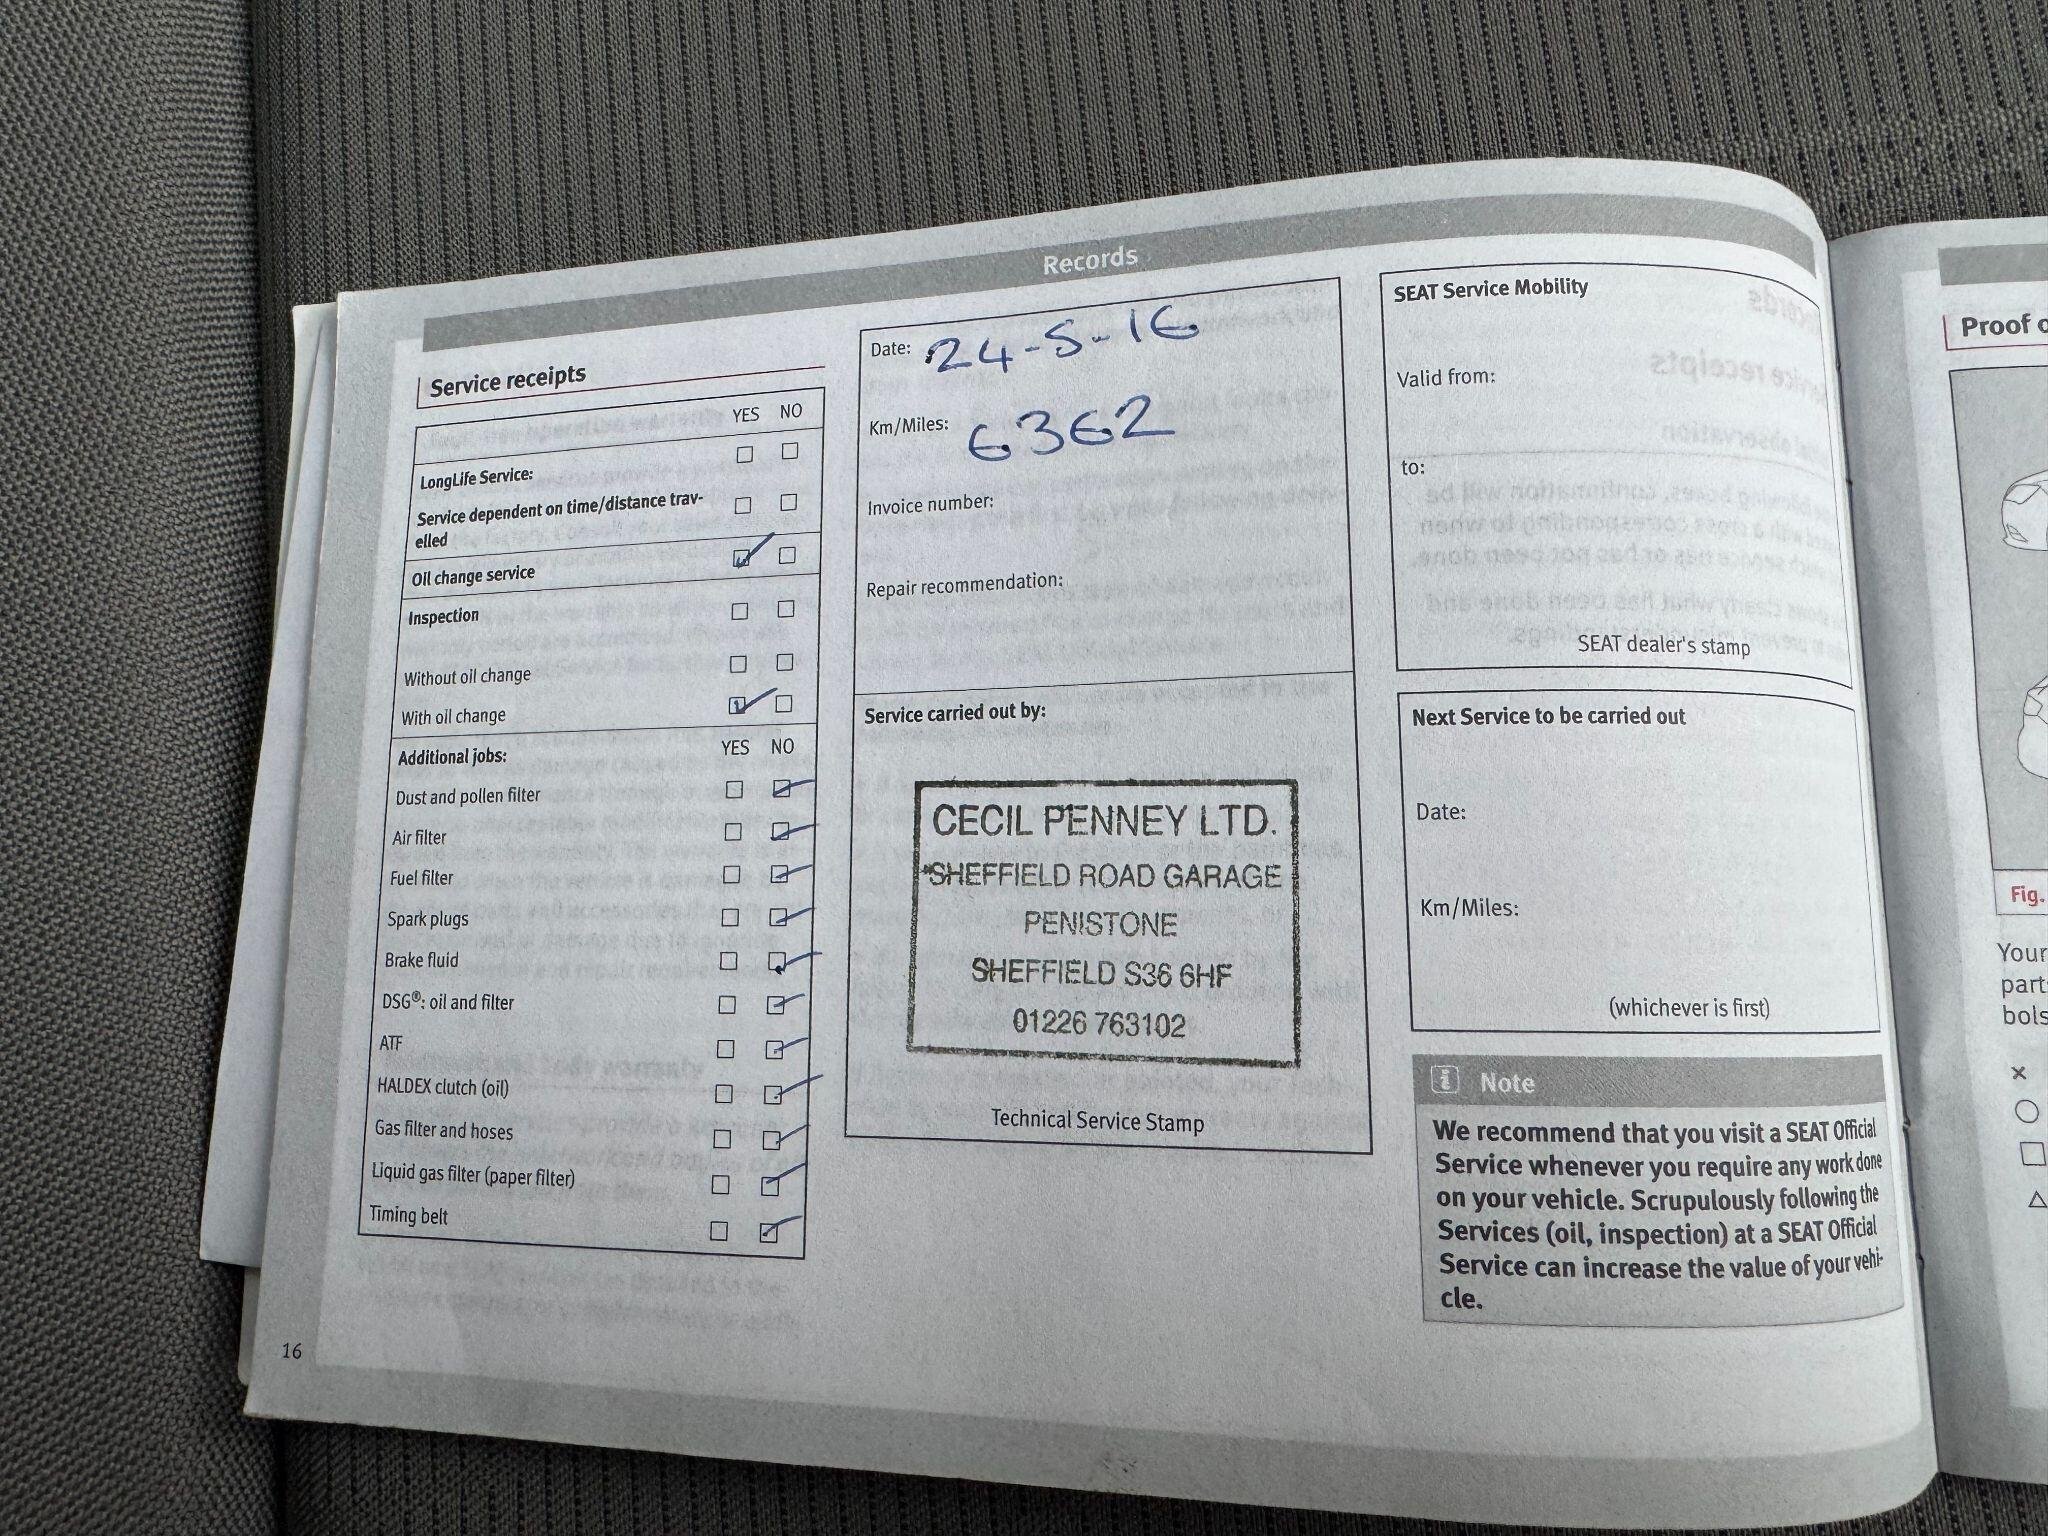 Records
Service receipts
YES NO
LongLife Service:
Service dependent on time/distance trav-
elled
Oil change service
Inspection
Without oil change
With oil change
Additional jobs: YES NO
Dust and pollen filter
Air filter
Fuel filter
Spark plugs
Brake fluid
DSG®: oil and filter
ATF
HALDEX clutch (oil)
Gas filter and hoses
Liquid gas filter (paper filter)
Timing belt
16
Date: 24-5-16
Km/Miles: 6362
Invoice number:
Repair recommendation:
Service carried out by:
CECIL PENNEY LTD.
SHEFFIELD ROAD GARAGE
PENISTONE
SHEFFIELD S36 6HF
01226 763102
Technical Service Stamp
SEAT Service Mobility
Valid from:
to:
SEAT dealer's stamp
Next Service to be carried out
Date:
Km/Miles:
(whichever is first)
Note
We recommend that you visit a SEAT Official
Service whenever you require any work done
on your vehicle. Scrupulously following the
Services (oil, inspection) at a SEAT Official
Service can increase the value of your vehi-
cle.
Proof
Fig.
Your